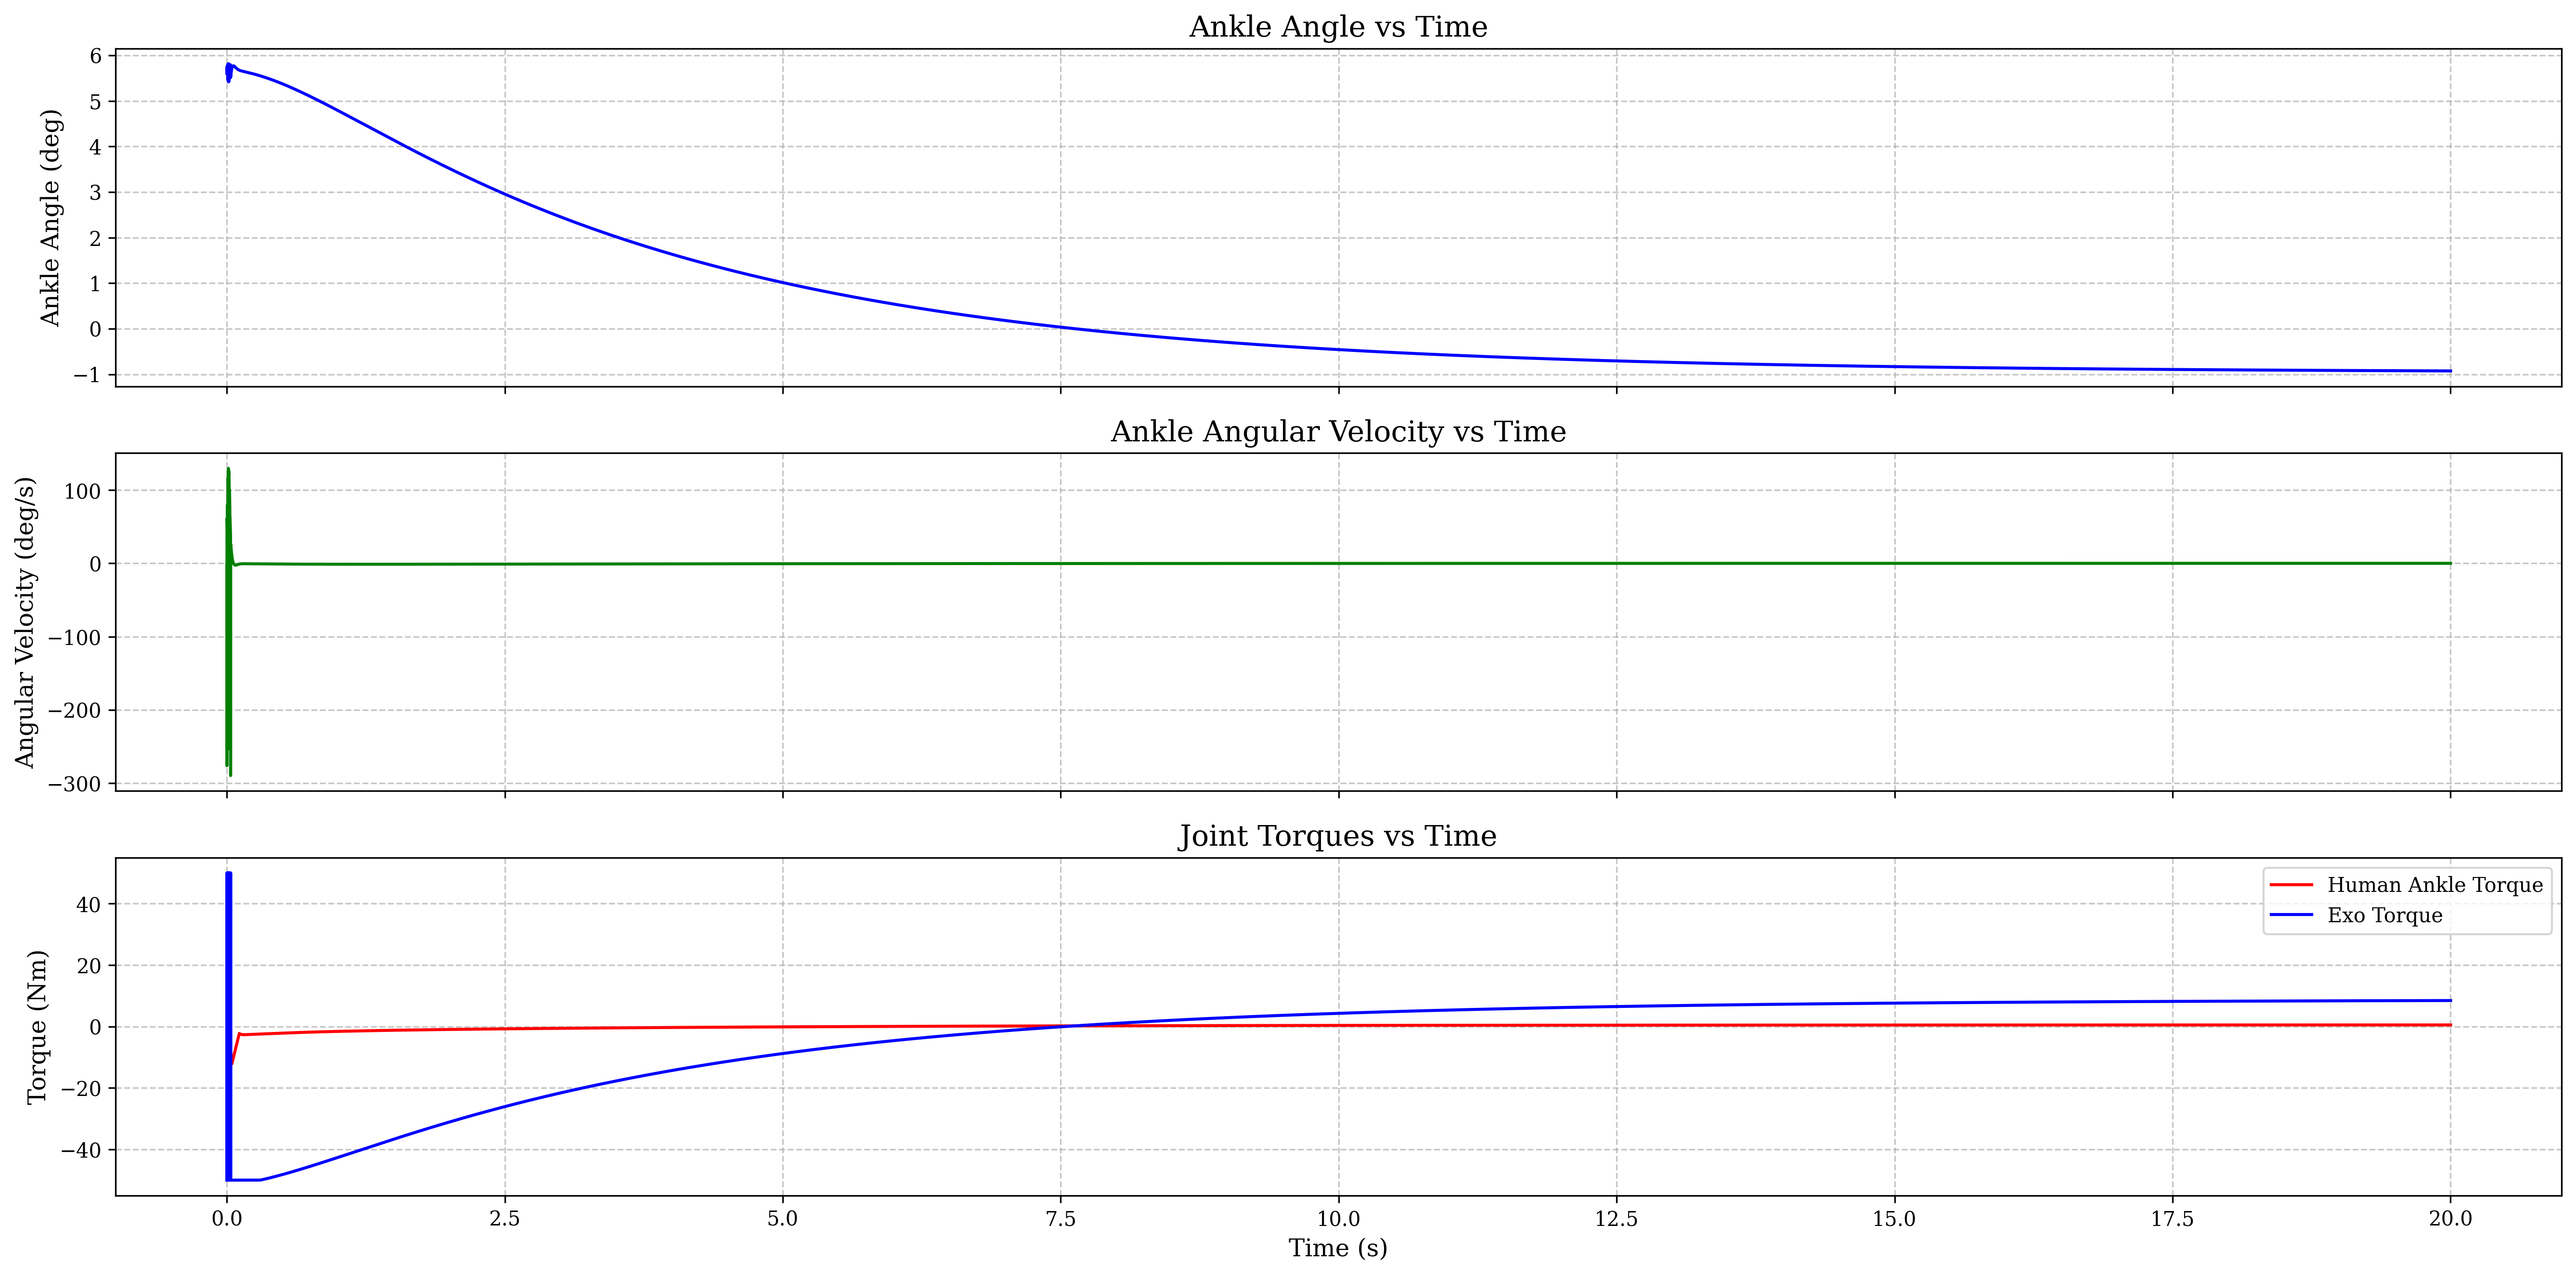 Ankle Angle vs Time
Ankle Angle (deg)
6
5
4
3
2
1
0
−1
Ankle Angular Velocity vs Time
Angular Velocity (deg/s)
100
0
−100
−200
−300
Joint Torques vs Time
Torque (Nm)
40
20
0
−20
−40
Human Ankle Torque
Exo Torque
0.0 2.5 5.0 7.5 10.0 12.5 15.0 17.5 20.0
Time (s)